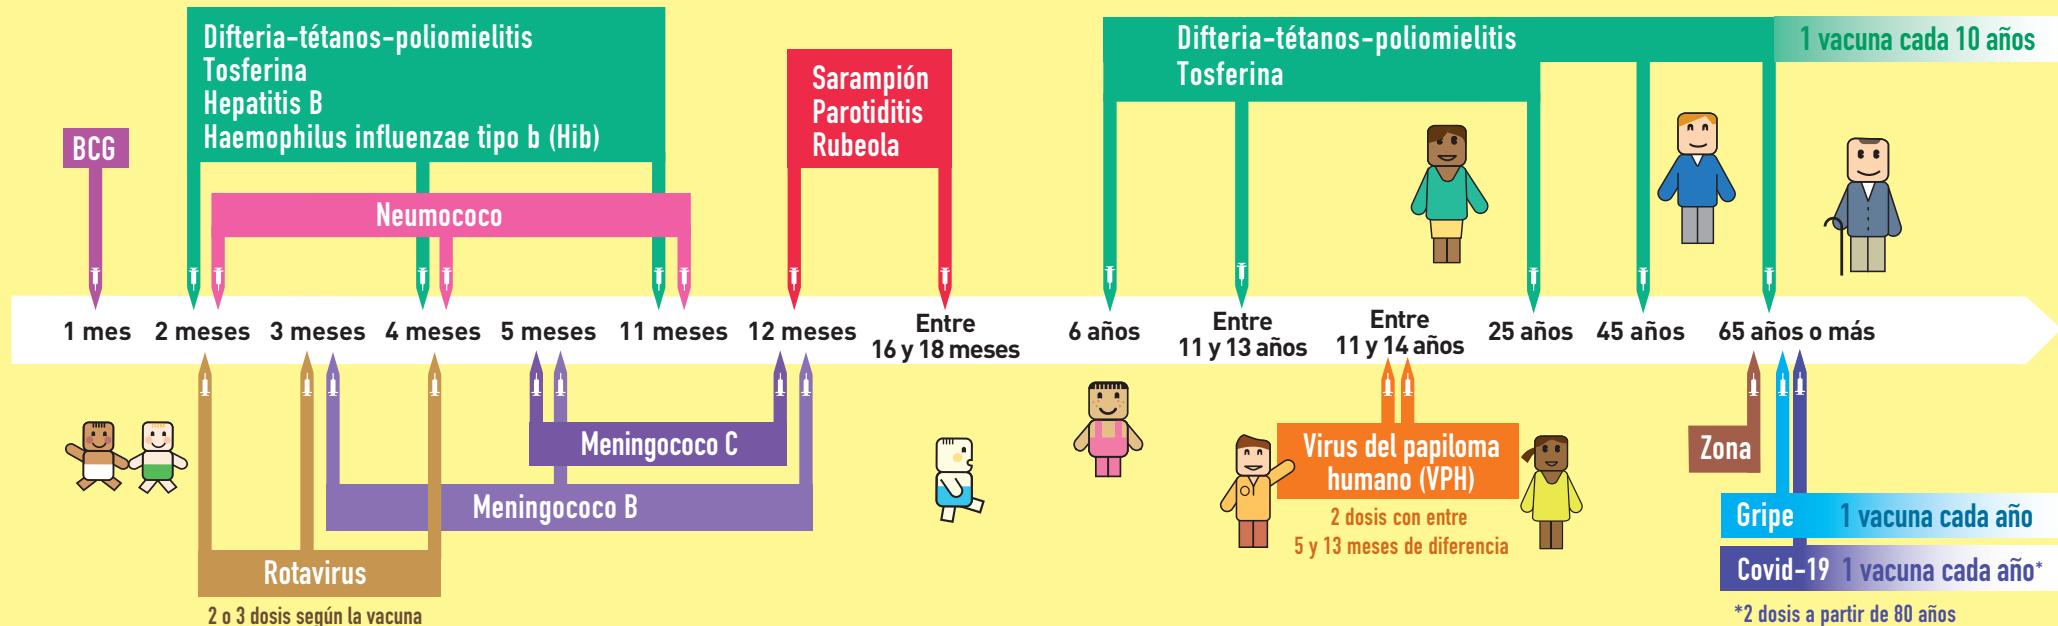 Difteria-tétanos-poliomielitis
Tosferina
Hepatitis B
Haemophilus influenzae tipo b (Hib)
Sarampión
Parotiditis
Rubeola
Difteria-tétanos-poliomielitis
Tosferina
1 vacuna cada 10 años
BCG
Neumococo
1 mes
2 meses
3 meses
4 meses
5 meses
11 meses
12 meses
Entre
16 y 18 meses
6 años
Entre
11 y 13 años
Entre
11 y 14 años
25 años
45 años
65 años o más
Meningococo C
Meningococo B
Rotavirus
2 o 3 dosis según la vacuna
Virus del papiloma
humano (VPH)
2 dosis con entre
5 y 13 meses de diferencia
Zona
Gripe 1 vacuna cada año
Covid-19 1 vacuna cada año*
*2 dosis a partir de 80 años